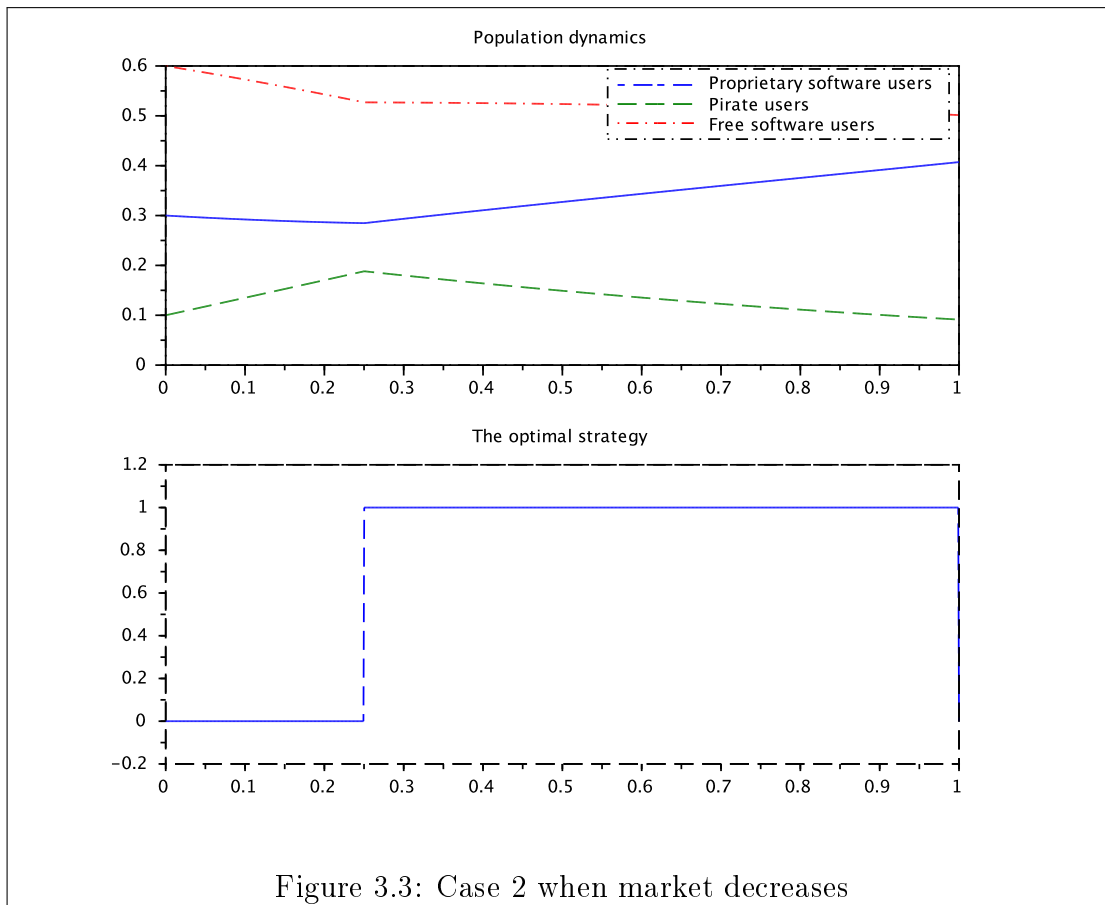 Population dynamics
0.6
0.5
0.4
0.3
0.2
0.1
0
Proprietary software users
Pirate users
Free software users
0 0.1 0.2 0.3 0.4 0.5 0.6 0.7 0.8 0.9 1
The optimal strategy
1.2
1
0.8
0.6
0.4
0.2
0
-0.2
0 0.1 0.2 0.3 0.4 0.5 0.6 0.7 0.8 0.9 1
Figure 3.3: Case 2 when market decreases